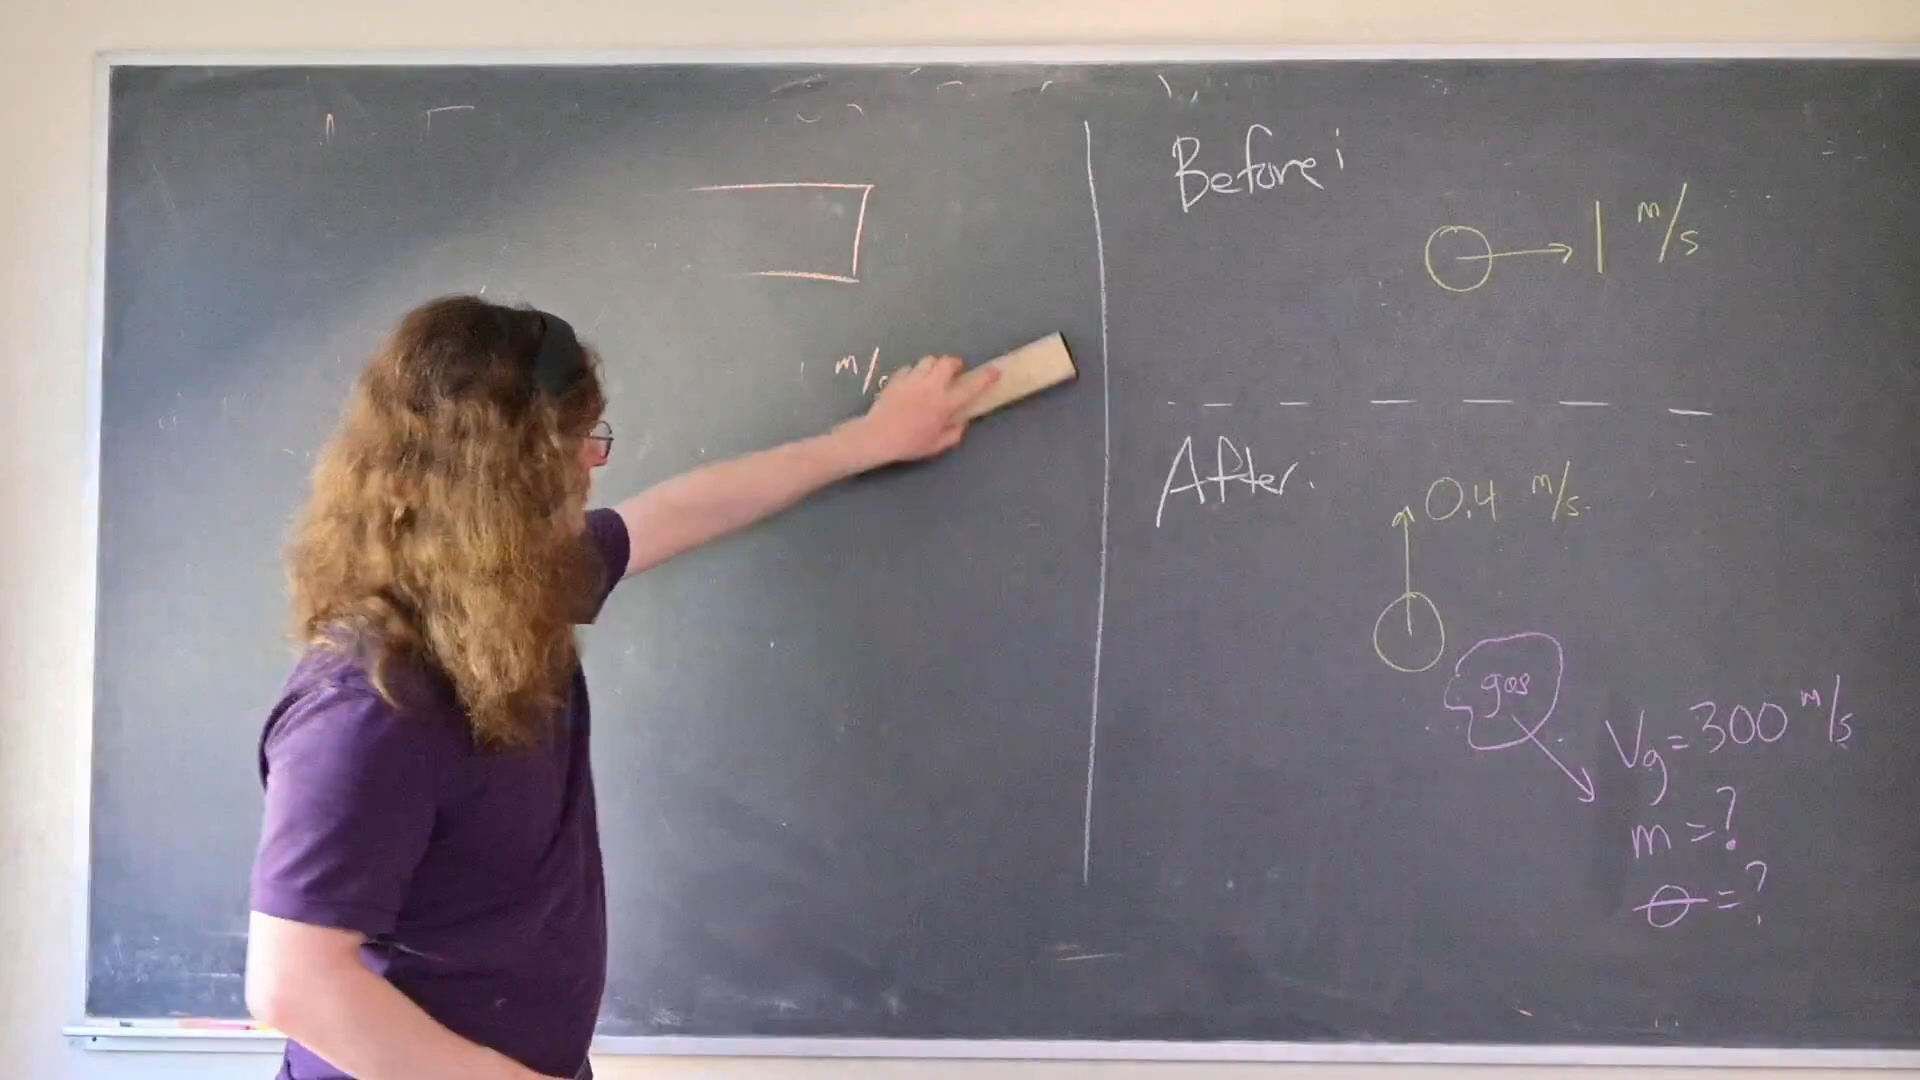 m/s
Before:
1 m/s
After.
0.4 m/s.
gas
Vg = 300 m/s
m = ?
θ = ?